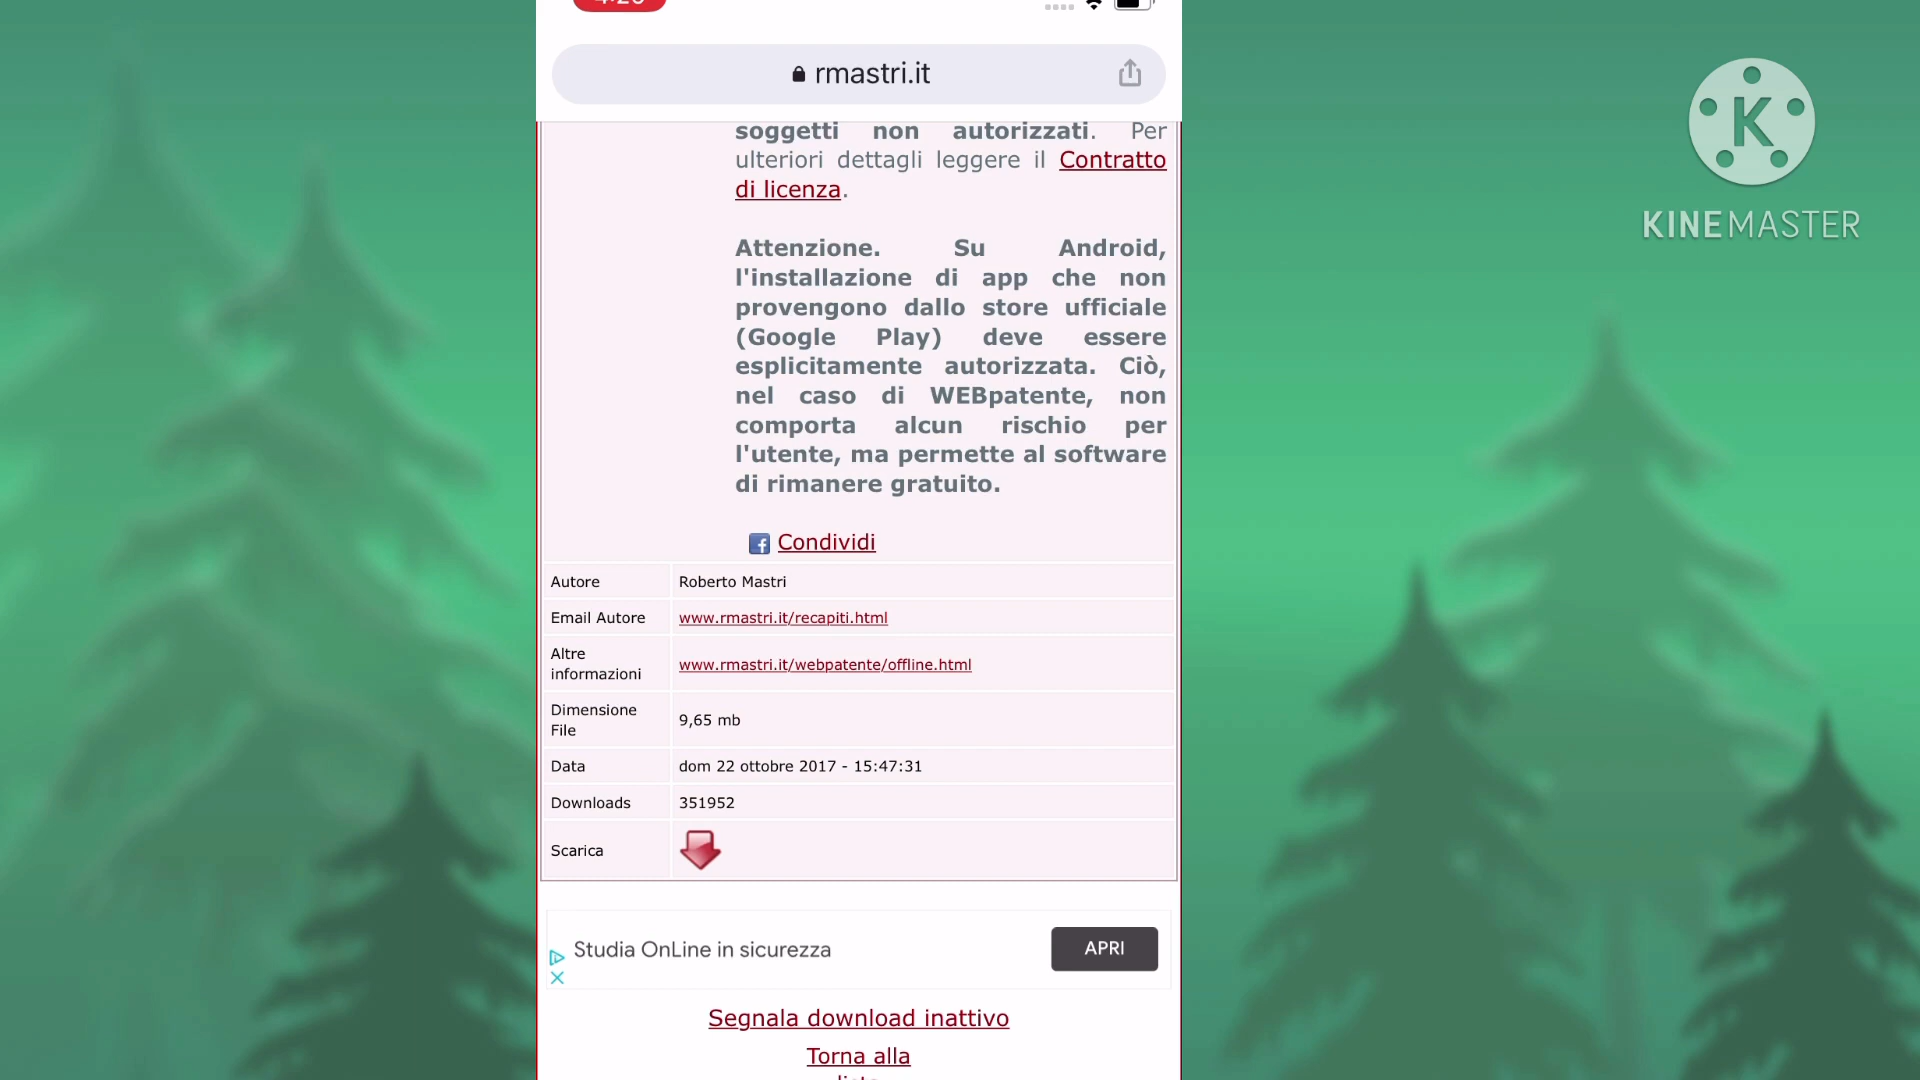 rmastri.it
K
KINEMASTER
soggetti non autorizzati. Per
ulteriori dettagli leggere il Contratto
di licenza.
Attenzione. Su Android,
l'installazione di app che non
provengono dallo store ufficiale
(Google Play) deve essere
esplicitamente autorizzata. Ciò,
nel caso di WEBpatente, non
comporta alcun rischio per
l'utente, ma permette al software
di rimanere gratuito.
Condividi
Autore Roberto Mastri
Email Autore www.rmastri.it/recapiti.html
Altre
informazioni www.rmastri.it/webpatente/offline.html
Dimensione
File 9,65 mb
Data dom 22 ottobre 2017 - 15:47:31
Downloads 351952
Scarica
Studia OnLine in sicurezza
APRI
Segnala download inattivo
Torna alla